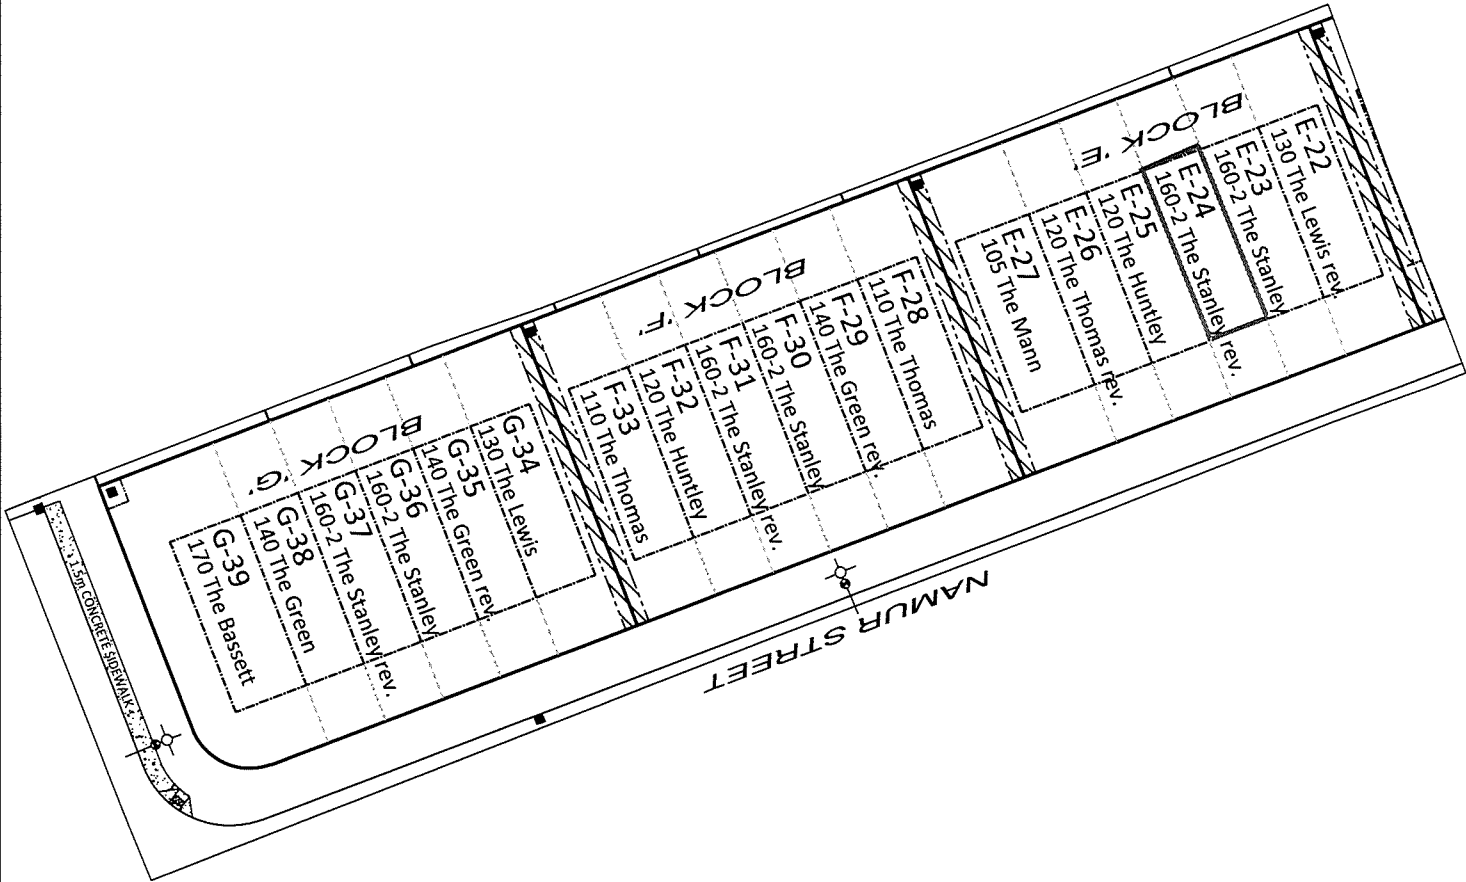 BLOCK 'E'
E-22
130 The Lewis rev.
E-23
160-2 The Stanley
E-24
160-2 The Stanley rev.
E-25
120 The Huntley
E-26
120 The Thomas rev.
E-27
105 The Mann
BLOCK 'F'
F-28
110 The Thomas
F-29
140 The Green rev.
F-30
160-2 The Stanley
F-31
160-2 The Stanley rev.
F-32
120 The Huntley
F-33
110 The Thomas
BLOCK 'G'
G-34
130 The Lewis
G-35
140 The Green rev.
G-36
160-2 The Stanley
G-37
160-2 The Stanley rev.
G-38
140 The Green
G-39
170 The Bassett
1.5m CONCRETE SIDEWALK
NAMUR STREET